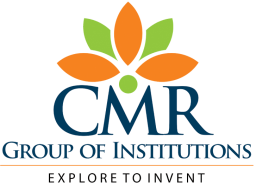 CMR
GROUP OF INSTITUTIONS
EXPLORE TO INVENT